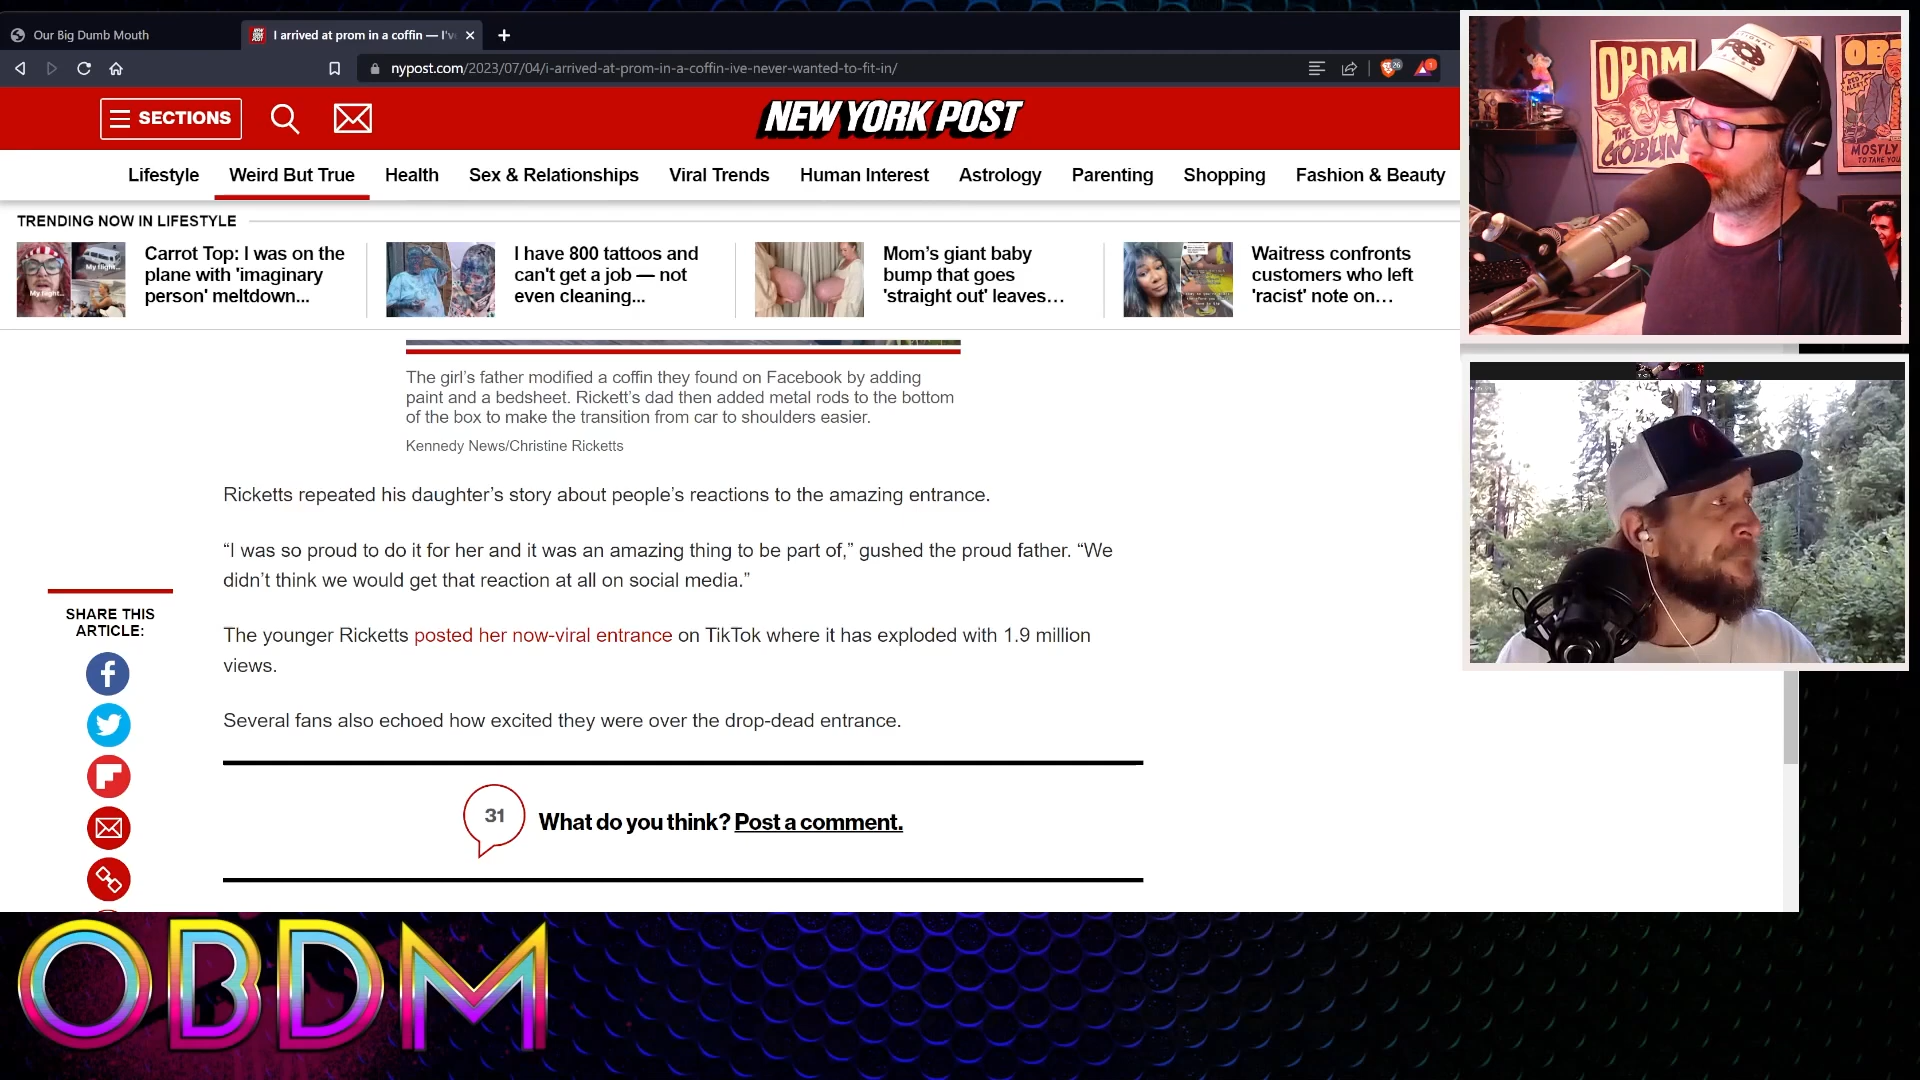 Our Big Dumb Mouth
I arrived at prom in a coffin — I'v
nypost.com/2023/07/04/i-arrived-at-prom-in-a-coffin-ive-never-wanted-to-fit-in/
26
1
SECTIONS
NEW YORK POST
Lifestyle
Weird But True
Health
Sex & Relationships
Viral Trends
Human Interest
Astrology
Parenting
Shopping
Fashion & Beauty
TRENDING NOW IN LIFESTYLE
Carrot Top: I was on the
plane with 'imaginary
person' meltdown...
I have 800 tattoos and
can't get a job — not
even cleaning...
Mom’s giant baby
bump that goes
'straight out' leaves…
Waitress confronts
customers who left
'racist' note on…
The girl’s father modified a coffin they found on Facebook by adding
paint and a bedsheet. Rickett’s dad then added metal rods to the bottom
of the box to make the transition from car to shoulders easier.
Kennedy News/Christine Ricketts
Ricketts repeated his daughter’s story about people’s reactions to the amazing entrance.
“I was so proud to do it for her and it was an amazing thing to be part of,” gushed the proud father. “We
didn’t think we would get that reaction at all on social media.”
The younger Ricketts posted her now-viral entrance on TikTok where it has exploded with 1.9 million
views.
Several fans also echoed how excited they were over the drop-dead entrance.
SHARE THIS
ARTICLE:
31
What do you think? Post a comment.
OBDM
THE
GOBLIN
OB
MOSTLY
TO TAKE YOU
OBDM